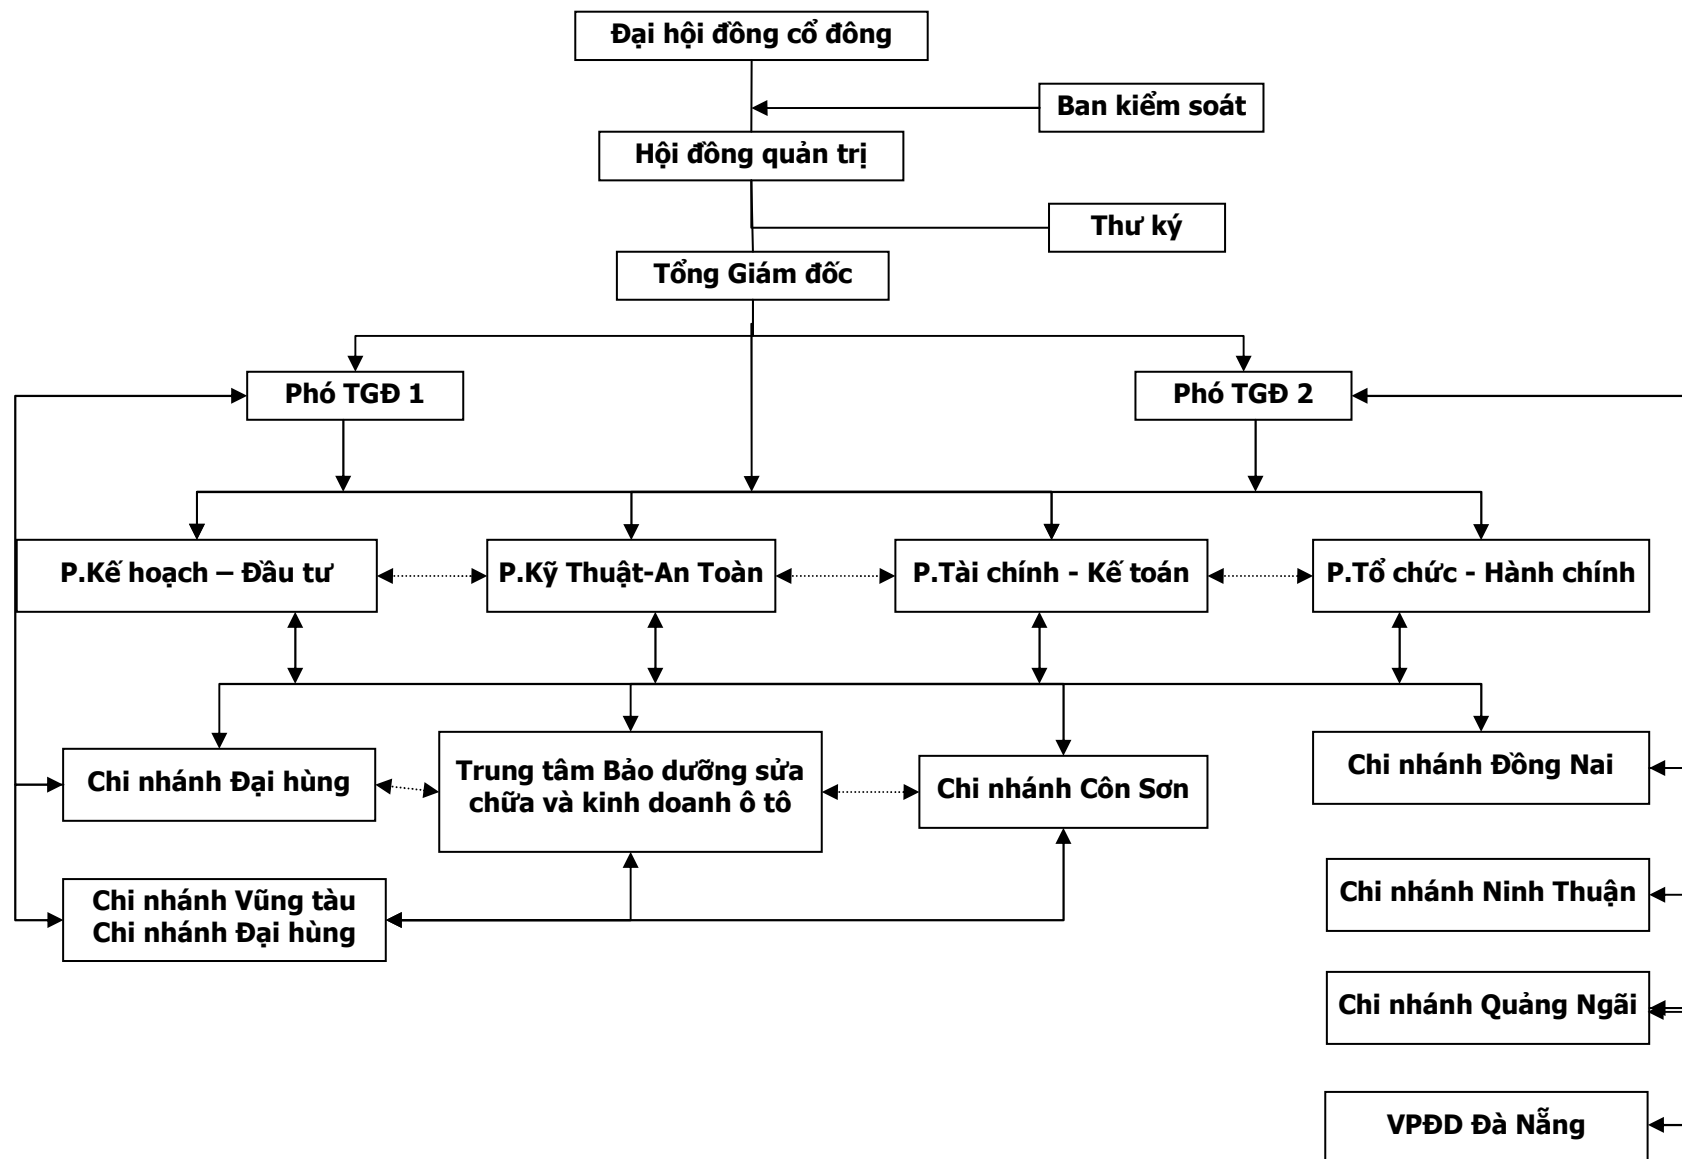 Đại hội đồng cổ đông
Ban kiểm soát
Hội đồng quản trị
Thư ký
Tổng Giám đốc
Phó TGĐ 1
Phó TGĐ 2
P.Kế hoạch – Đầu tư
P.Kỹ Thuật-An Toàn
P.Tài chính - Kế toán
P.Tổ chức - Hành chính
Chi nhánh Đại hùng
Trung tâm Bảo dưỡng sửa
chữa và kinh doanh ô tô
Chi nhánh Côn Sơn
Chi nhánh Đồng Nai
Chi nhánh Vũng tàu
Chi nhánh Đại hùng
Chi nhánh Ninh Thuận
Chi nhánh Quảng Ngãi
VPĐD Đà Nẵng